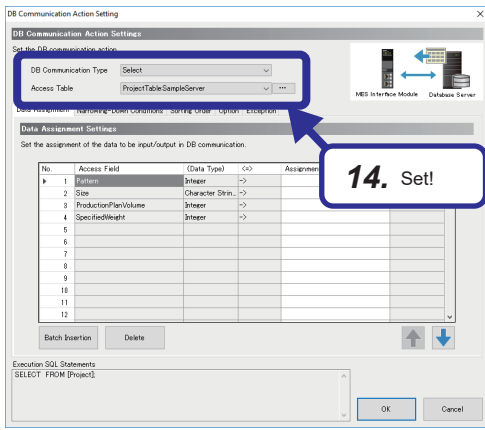 DB Communication Action Setting
DB Communication Action Settings
Set the DB communication action.
DB Communication Type Select
Access Table ProjectTableSampleServer ...
MES Interface Module Database Server
Data Assignment Narrowing-Down Conditions Sorting Order Option Exception
Data Assignment Settings
Set the assignment of the data to be input/output in DB communication.
14. Set!
No. Access Field (Data Type) <=> Assignmen
1 Pattern Integer ->
2 Size Character Strin... ->
3 ProductionPlanVolume Integer ->
4 SpecifiedWeight Integer ->
5
6
7
8
9
10
11
12
Batch Insertion Delete
Execution SQL Statements
SELECT FROM [Project];
OK Cancel